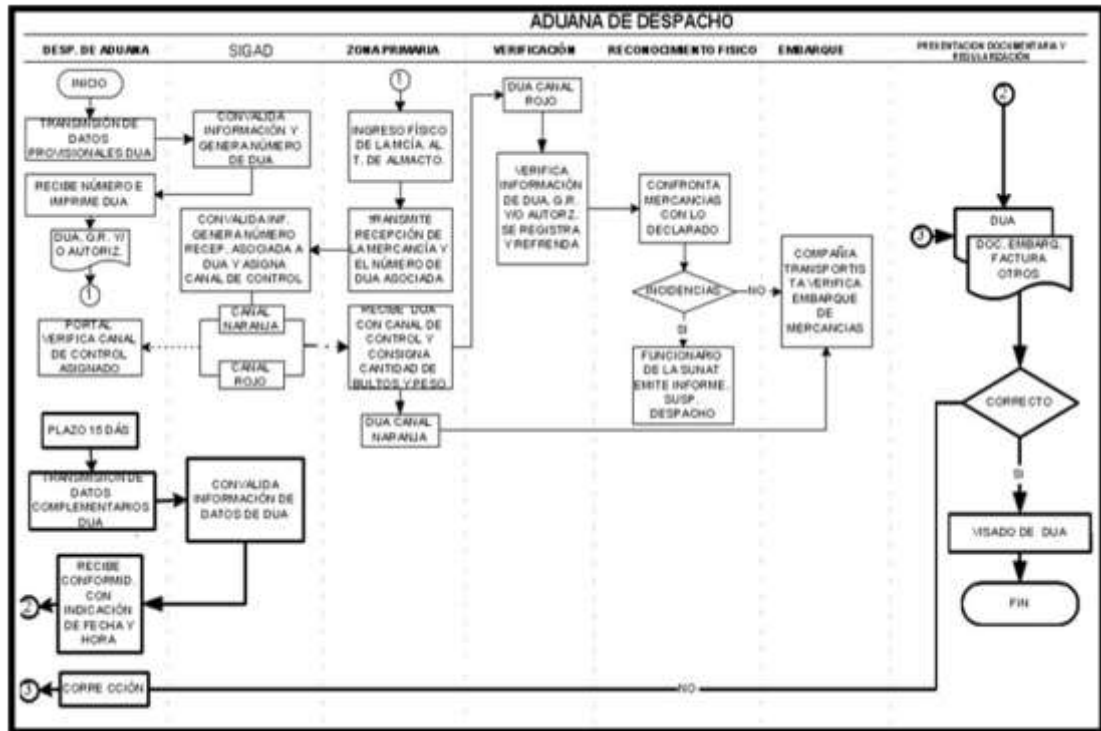 ADUANA DE DESPACHO
DESP. DE ADUANA
SIGAD
ZONA PRIMARIA
VERIFICACIÓN
RECONOCIMIENTO FISICO
EMBARQUE
PRESENTACION DOCUMENTARIA Y
REGULARIZACIÓN
INICIO
TRANSMISIÓN DE
DATOS
PROVISIONALES DUA
CONVALIDA
INFORMACIÓN Y
GENERA NÚMERO
DE DUA
RECIBE NÚMERO E
IMPRIME DUA
DUA, G.R. Y/
O AUTORIZ.
1
PORTAL
VERIFICA CANAL
DE CONTROL
ASIGNADO
CONVALIDA INF.
GENERA NÚMERO
RECEP. ASOCIADA A
DUA Y ASIGNA
CANAL DE CONTROL
CANAL
NARANJA
CANAL
ROJO
1
INGRESO FÍSICO
DE LA MCÍA. AL
T. DE ALMACTO.
TRANSMITE
RECEPCIÓN DE
LA MERCANCÍA Y
EL NÚMERO DE
DUA ASOCIADA
RECIBE DUA
CON CANAL DE
CONTROL Y
CONSIGNA
CANTIDAD DE
BULTOS Y PESO
DUA CANAL
NARANJA
DUA CANAL
ROJO
VERIFICA
INFORMACIÓN
DE DUA, G.R.
Y/O AUTORZ.
SE REGISTRA
Y REFRENDA
CONFRONTA
MERCANCIAS
CON LO
DECLARADO
INCIDENCIAS
NO
SI
FUNCIONARIO
DE LA SUNAT
EMITE INFORME.
SUSP.
DESPACHO
COMPAÑIA
TRANSPORTIS
TA VERIFICA
EMBARQUE
DE
MERCANCIAS
2
3
DUA
DOC. EMBARQ.
FACTURA
OTROS
CORRECTO
SI
VISADO DE DUA
FIN
PLAZO 15 DÁS
TRANSMISIÓN DE
DATOS
COMPLEMENTARIOS
DUA
CONVALIDA
INFORMACIÓN DE
DATOS DE DUA
RECIBE
CONFORMID.
CON
INDICACIÓN
DE FECHA Y
HORA
2
3
CORRE CCIÓN
NO